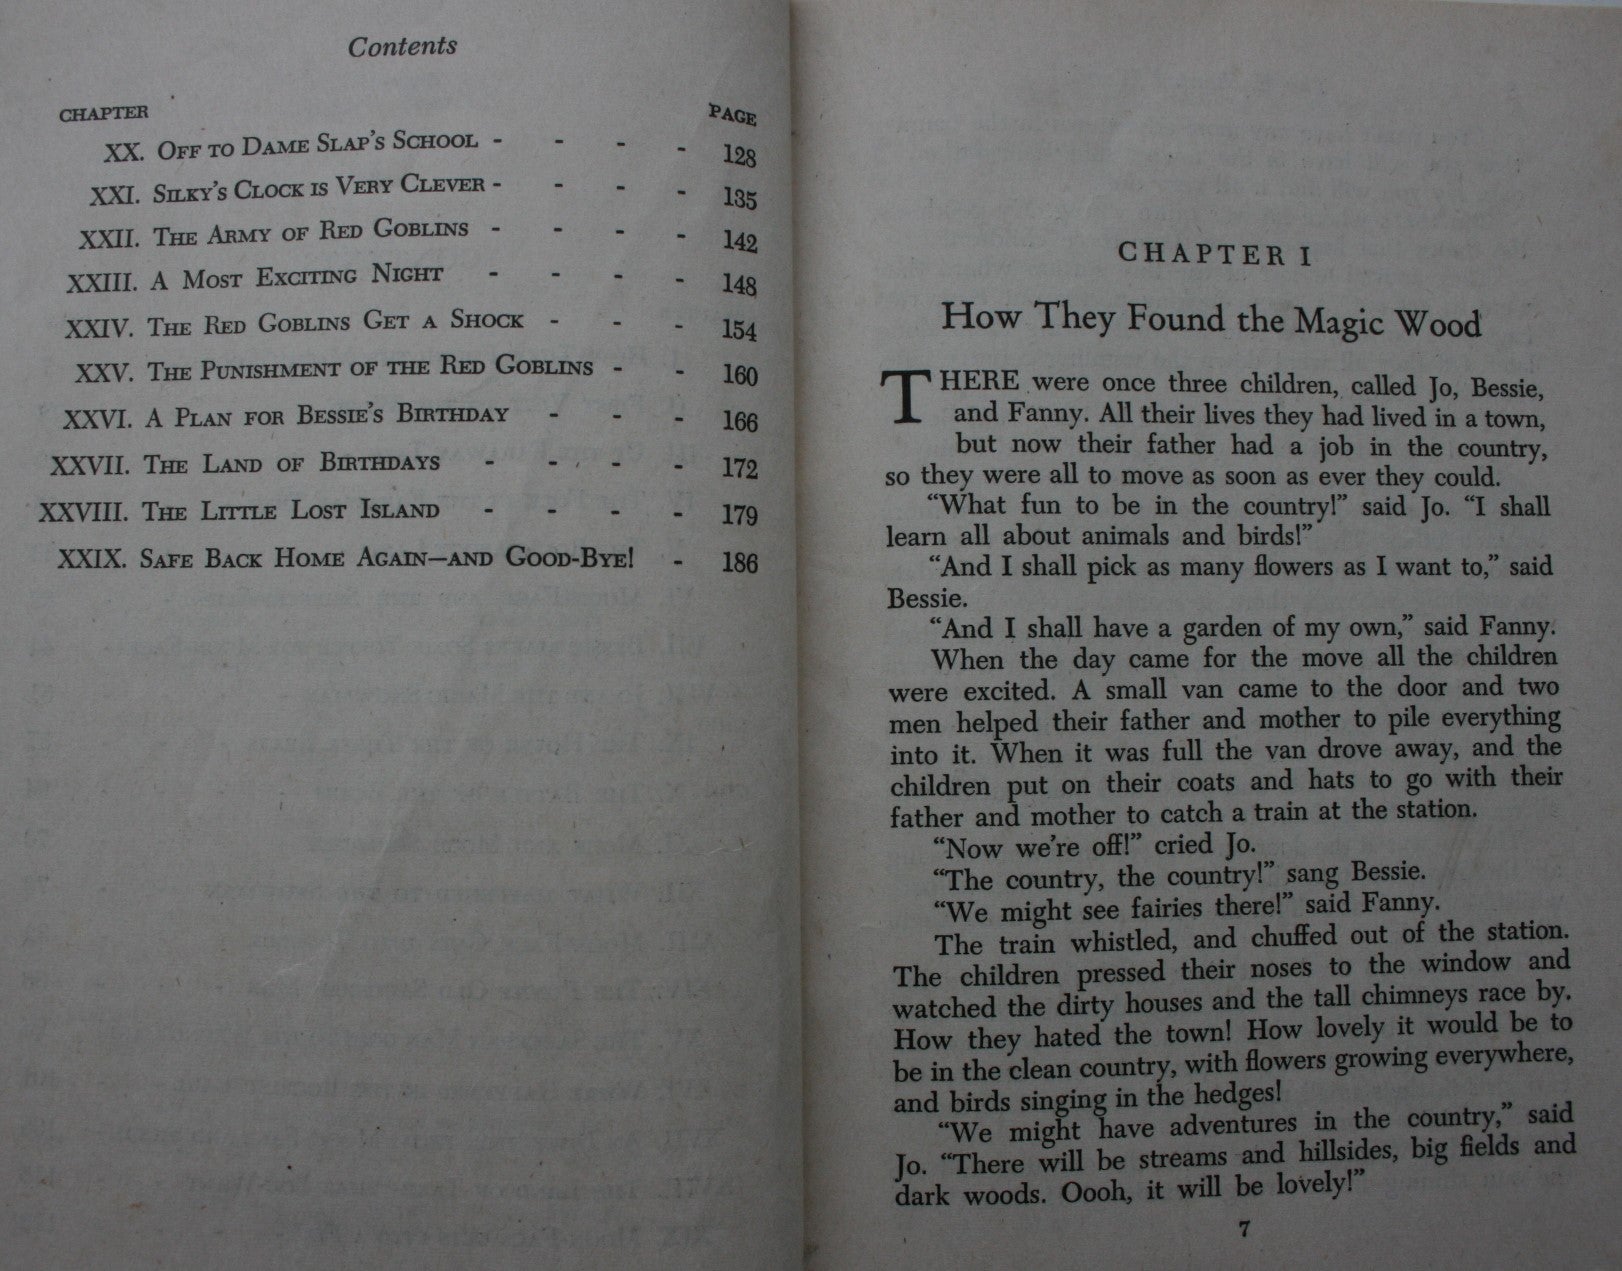 Contents
CHAPTER PAGE
XX. OFF TO DAME SLAP'S SCHOOL - - - - 128
XXI. SILKY'S CLOCK IS VERY CLEVER - - - - 135
XXII. THE ARMY OF RED GOBLINS - - - - 142
XXIII. A MOST EXCITING NIGHT - - - - 148
XXIV. THE RED GOBLINS GET A SHOCK - - - 154
XXV. THE PUNISHMENT OF THE RED GOBLINS - - 160
XXVI. A PLAN FOR BESSIE'S BIRTHDAY - - - 166
XXVII. THE LAND OF BIRTHDAYS - - - - 172
XXVIII. THE LITTLE LOST ISLAND - - - - 179
XXIX. SAFE BACK HOME AGAIN—AND GOOD-BYE! - 186
CHAPTER I
How They Found the Magic Wood
THERE were once three children, called Jo, Bessie,
and Fanny. All their lives they had lived in a town,
but now their father had a job in the country,
so they were all to move as soon as ever they could.
“What fun to be in the country!” said Jo. “I shall
learn all about animals and birds!”
“And I shall pick as many flowers as I want to,” said
Bessie.
“And I shall have a garden of my own,” said Fanny.
When the day came for the move all the children
were excited. A small van came to the door and two
men helped their father and mother to pile everything
into it. When it was full the van drove away, and the
children put on their coats and hats to go with their
father and mother to catch a train at the station.
“Now we're off!” cried Jo.
“The country, the country!” sang Bessie.
“We might see fairies there!” said Fanny.
The train whistled, and chuffed out of the station.
The children pressed their noses to the window and
watched the dirty houses and the tall chimneys race by.
How they hated the town! How lovely it would be to
be in the clean country, with flowers growing everywhere,
and birds singing in the hedges!
“We might have adventures in the country,” said
Jo. “There will be streams and hillsides, big fields and
dark woods. Oooh, it will be lovely!”
7